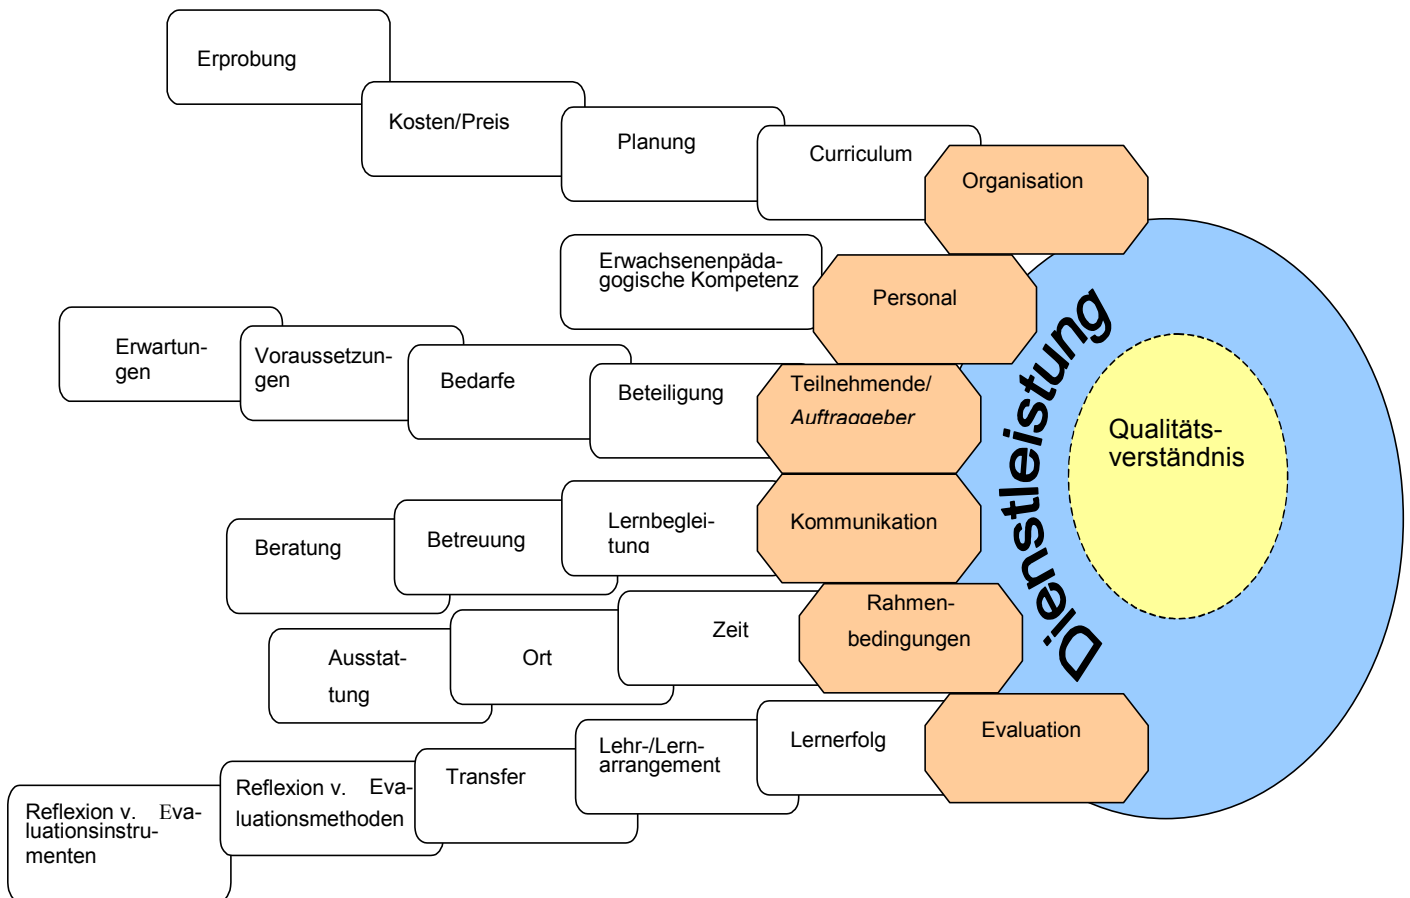 Erprobung
Kosten/Preis
Planung
Curriculum
Organisation
Erwachsenenpäda-
gogische Kompetenz
Personal
Erwartun-
gen
Voraussetzun-
gen
Bedarfe
Beteiligung
Teilnehmende/
Auftraggeber
Beratung
Betreuung
Lernbeglei-
tung
Kommunikation
Ausstat-
tung
Ort
Zeit
Rahmen-
bedingungen
Reflexion v. Eva-
luationsinstru-
menten
Reflexion v. Eva-
luationsmethoden
Transfer
Lehr-/Lern-
arrangement
Lernerfolg
Evaluation
Dienstleistung
Qualitäts-
verständnis